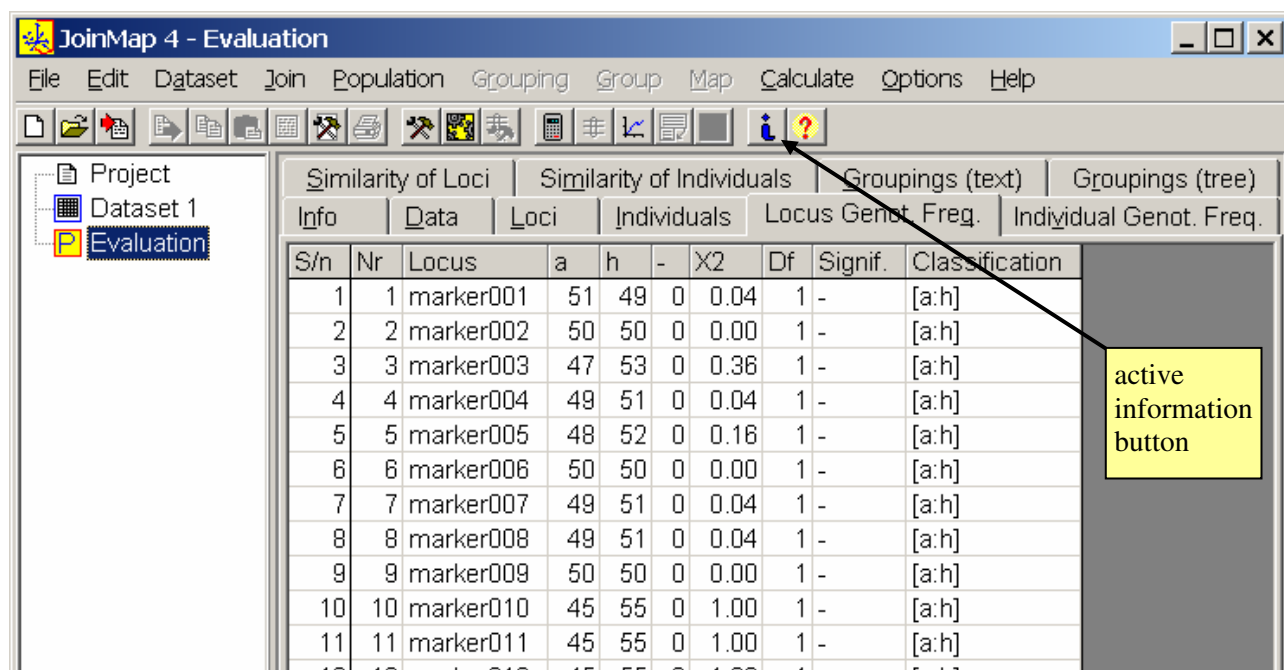 JoinMap 4 - Evaluation
File Edit Dataset Join Population Grouping Group Map Calculate Options Help
Project
Dataset 1
Evaluation
Similarity of Loci Similarity of Individuals Groupings (text) Groupings (tree)
Info Data Loci Individuals Locus Genot. Freq. Individual Genot. Freq.
S/n Nr Locus a h - X2 Df Signif. Classification
1 1 marker001 51 49 0 0.04 1 - [a:h]
2 2 marker002 50 50 0 0.00 1 - [a:h]
3 3 marker003 47 53 0 0.36 1 - [a:h]
4 4 marker004 49 51 0 0.04 1 - [a:h]
5 5 marker005 48 52 0 0.16 1 - [a:h]
6 6 marker006 50 50 0 0.00 1 - [a:h]
7 7 marker007 49 51 0 0.04 1 - [a:h]
8 8 marker008 49 51 0 0.04 1 - [a:h]
9 9 marker009 50 50 0 0.00 1 - [a:h]
10 10 marker010 45 55 0 1.00 1 - [a:h]
11 11 marker011 45 55 0 1.00 1 - [a:h]
active
information
button